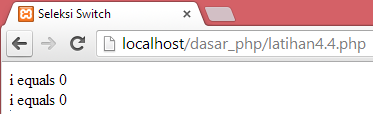 Seleksi Switch
localhost/dasar_php/latihan4.4.php
i equals 0
i equals 0